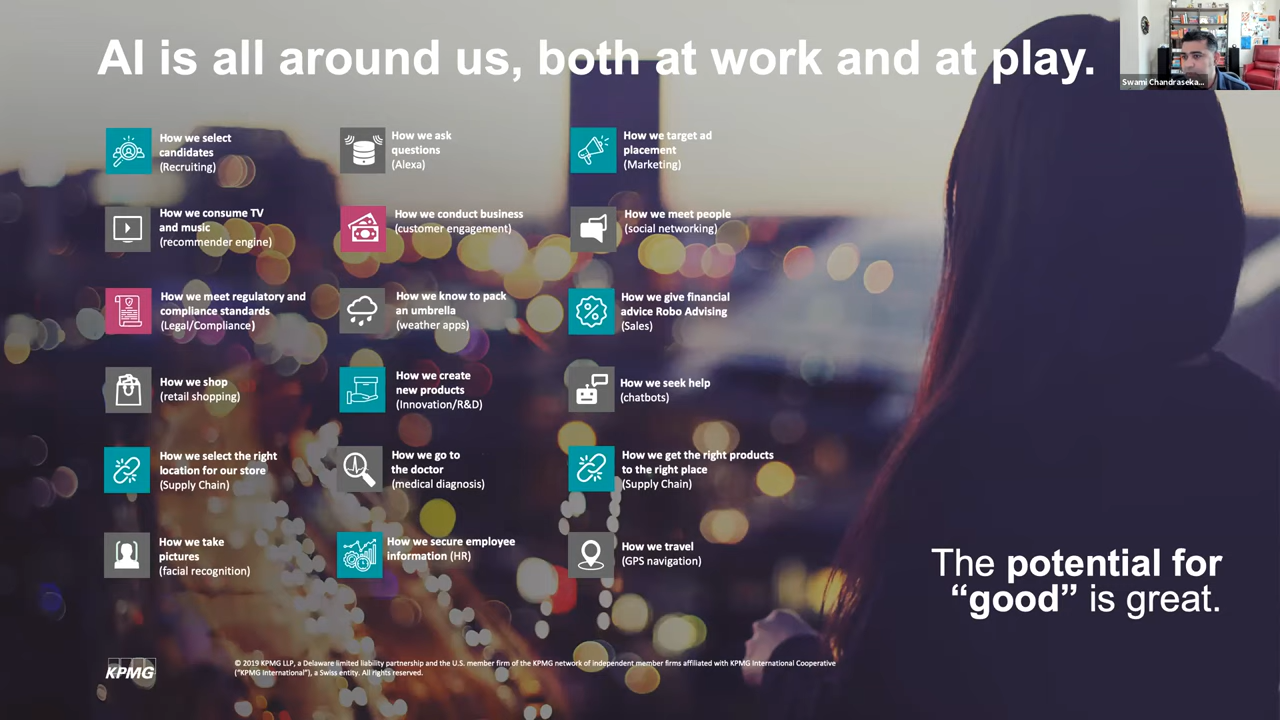 AI is all around us, both at work and at play.
Swami Chandraseka...
How we select
candidates
(Recruiting)
How we ask
questions
(Alexa)
How we target ad
placement
(Marketing)
How we consume TV
and music
(recommender engine)
How we conduct business
(customer engagement)
How we meet people
(social networking)
How we meet regulatory and
compliance standards
(Legal/Compliance)
How we know to pack
an umbrella
(weather apps)
How we give financial
advice Robo Advising
(Sales)
How we shop
(retail shopping)
How we create
new products
(Innovation/R&D)
How we seek help
(chatbots)
How we select the right
location for our store
(Supply Chain)
How we go to
the doctor
(medical diagnosis)
How we get the right products
to the right place
(Supply Chain)
How we take
pictures
(facial recognition)
How we secure employee
information (HR)
How we travel
(GPS navigation)
The potential for
“good” is great.
KPMG
© 2019 KPMG LLP, a Delaware limited liability partnership and the U.S. member firm of the KPMG network of independent member firms affiliated with KPMG International Cooperative
(“KPMG International”), a Swiss entity. All rights reserved.